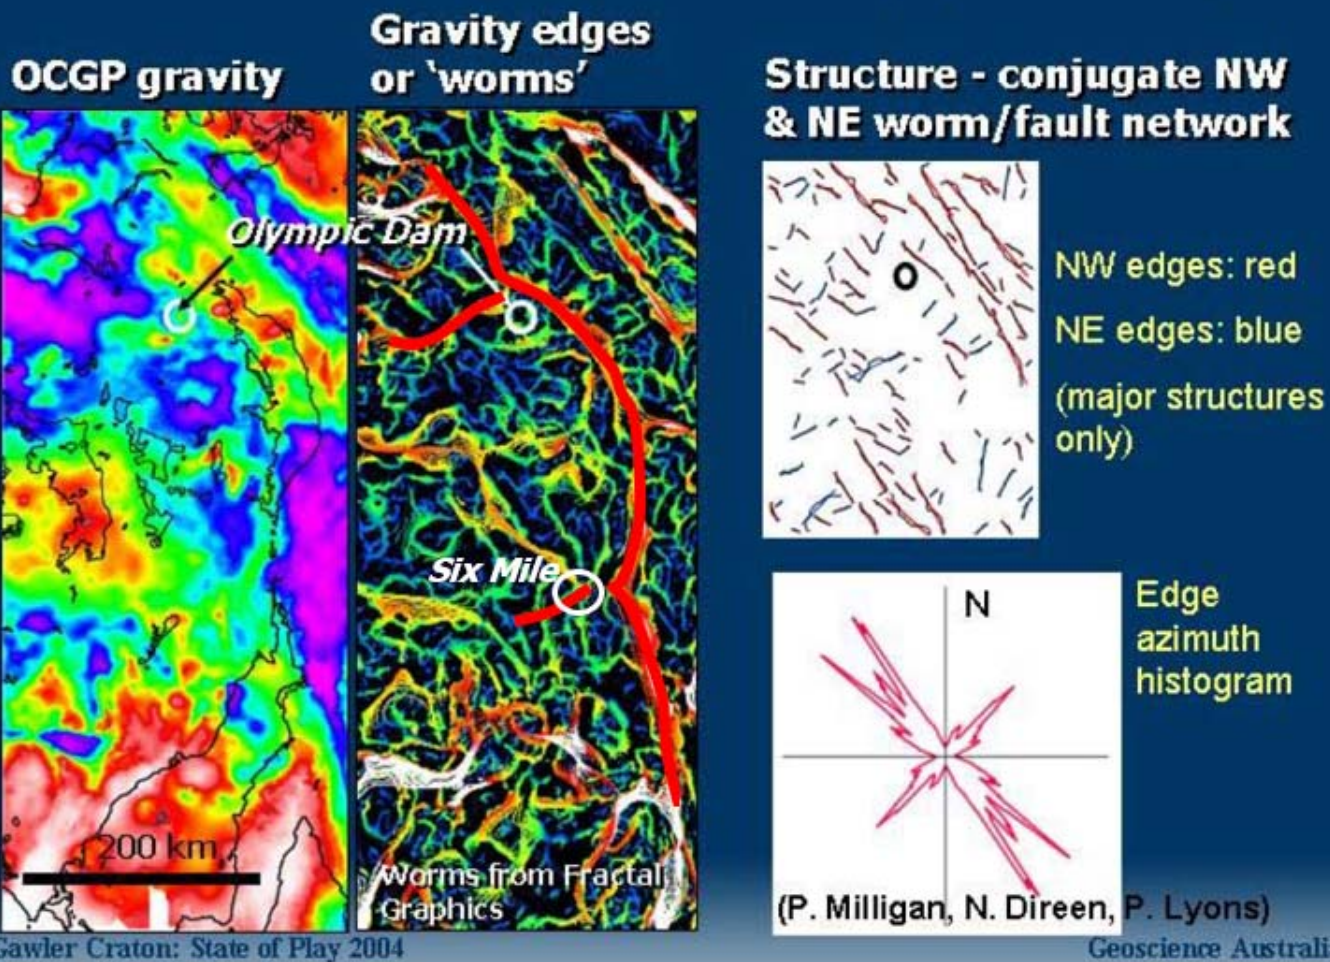 OCGP gravity
Gravity edges
or ‘worms’
Structure - conjugate NW
& NE worm/fault network
Olympic Dam
Six Mile
200 km
Worms from Fractal
Graphics
NW edges: red
NE edges: blue
(major structures
only)
N
Edge
azimuth
histogram
(P. Milligan, N. Direen, P. Lyons)
Gawler Craton: State of Play 2004
Geoscience Australi